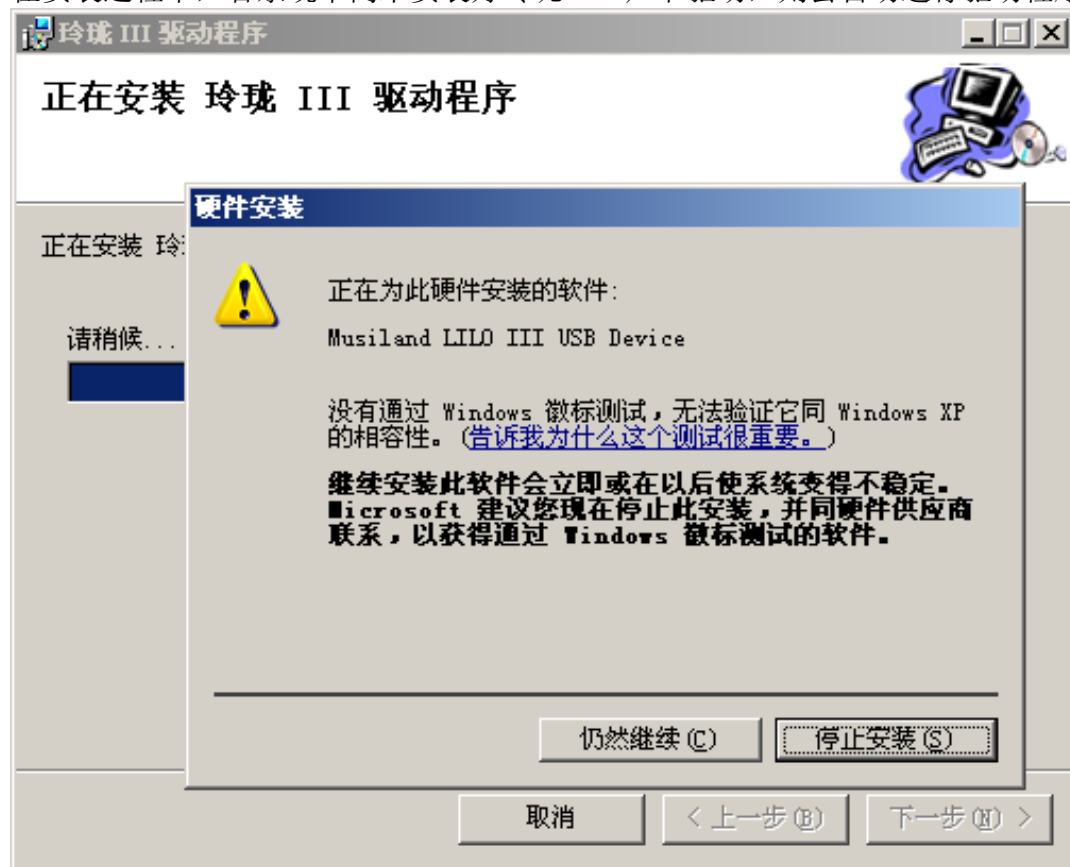 玲珑 III 驱动程序
正在安装 玲珑 III 驱动程序
硬件安装
正在安装 玲
正在为此硬件安装的软件:
请稍候...
Musiland LILO III USB Device
没有通过 Windows 徽标测试，无法验证它同 Windows XP
的相容性。(告诉我为什么这个测试很重要。)
继续安装此软件会立即或在以后使系统变得不稳定。
Microsoft 建议您现在停止此安装，并同硬件供应商
联系，以获得通过 Windows 徽标测试的软件。
仍然继续(C)
停止安装(S)
取消
< 上一步(B)
下一步(N) >